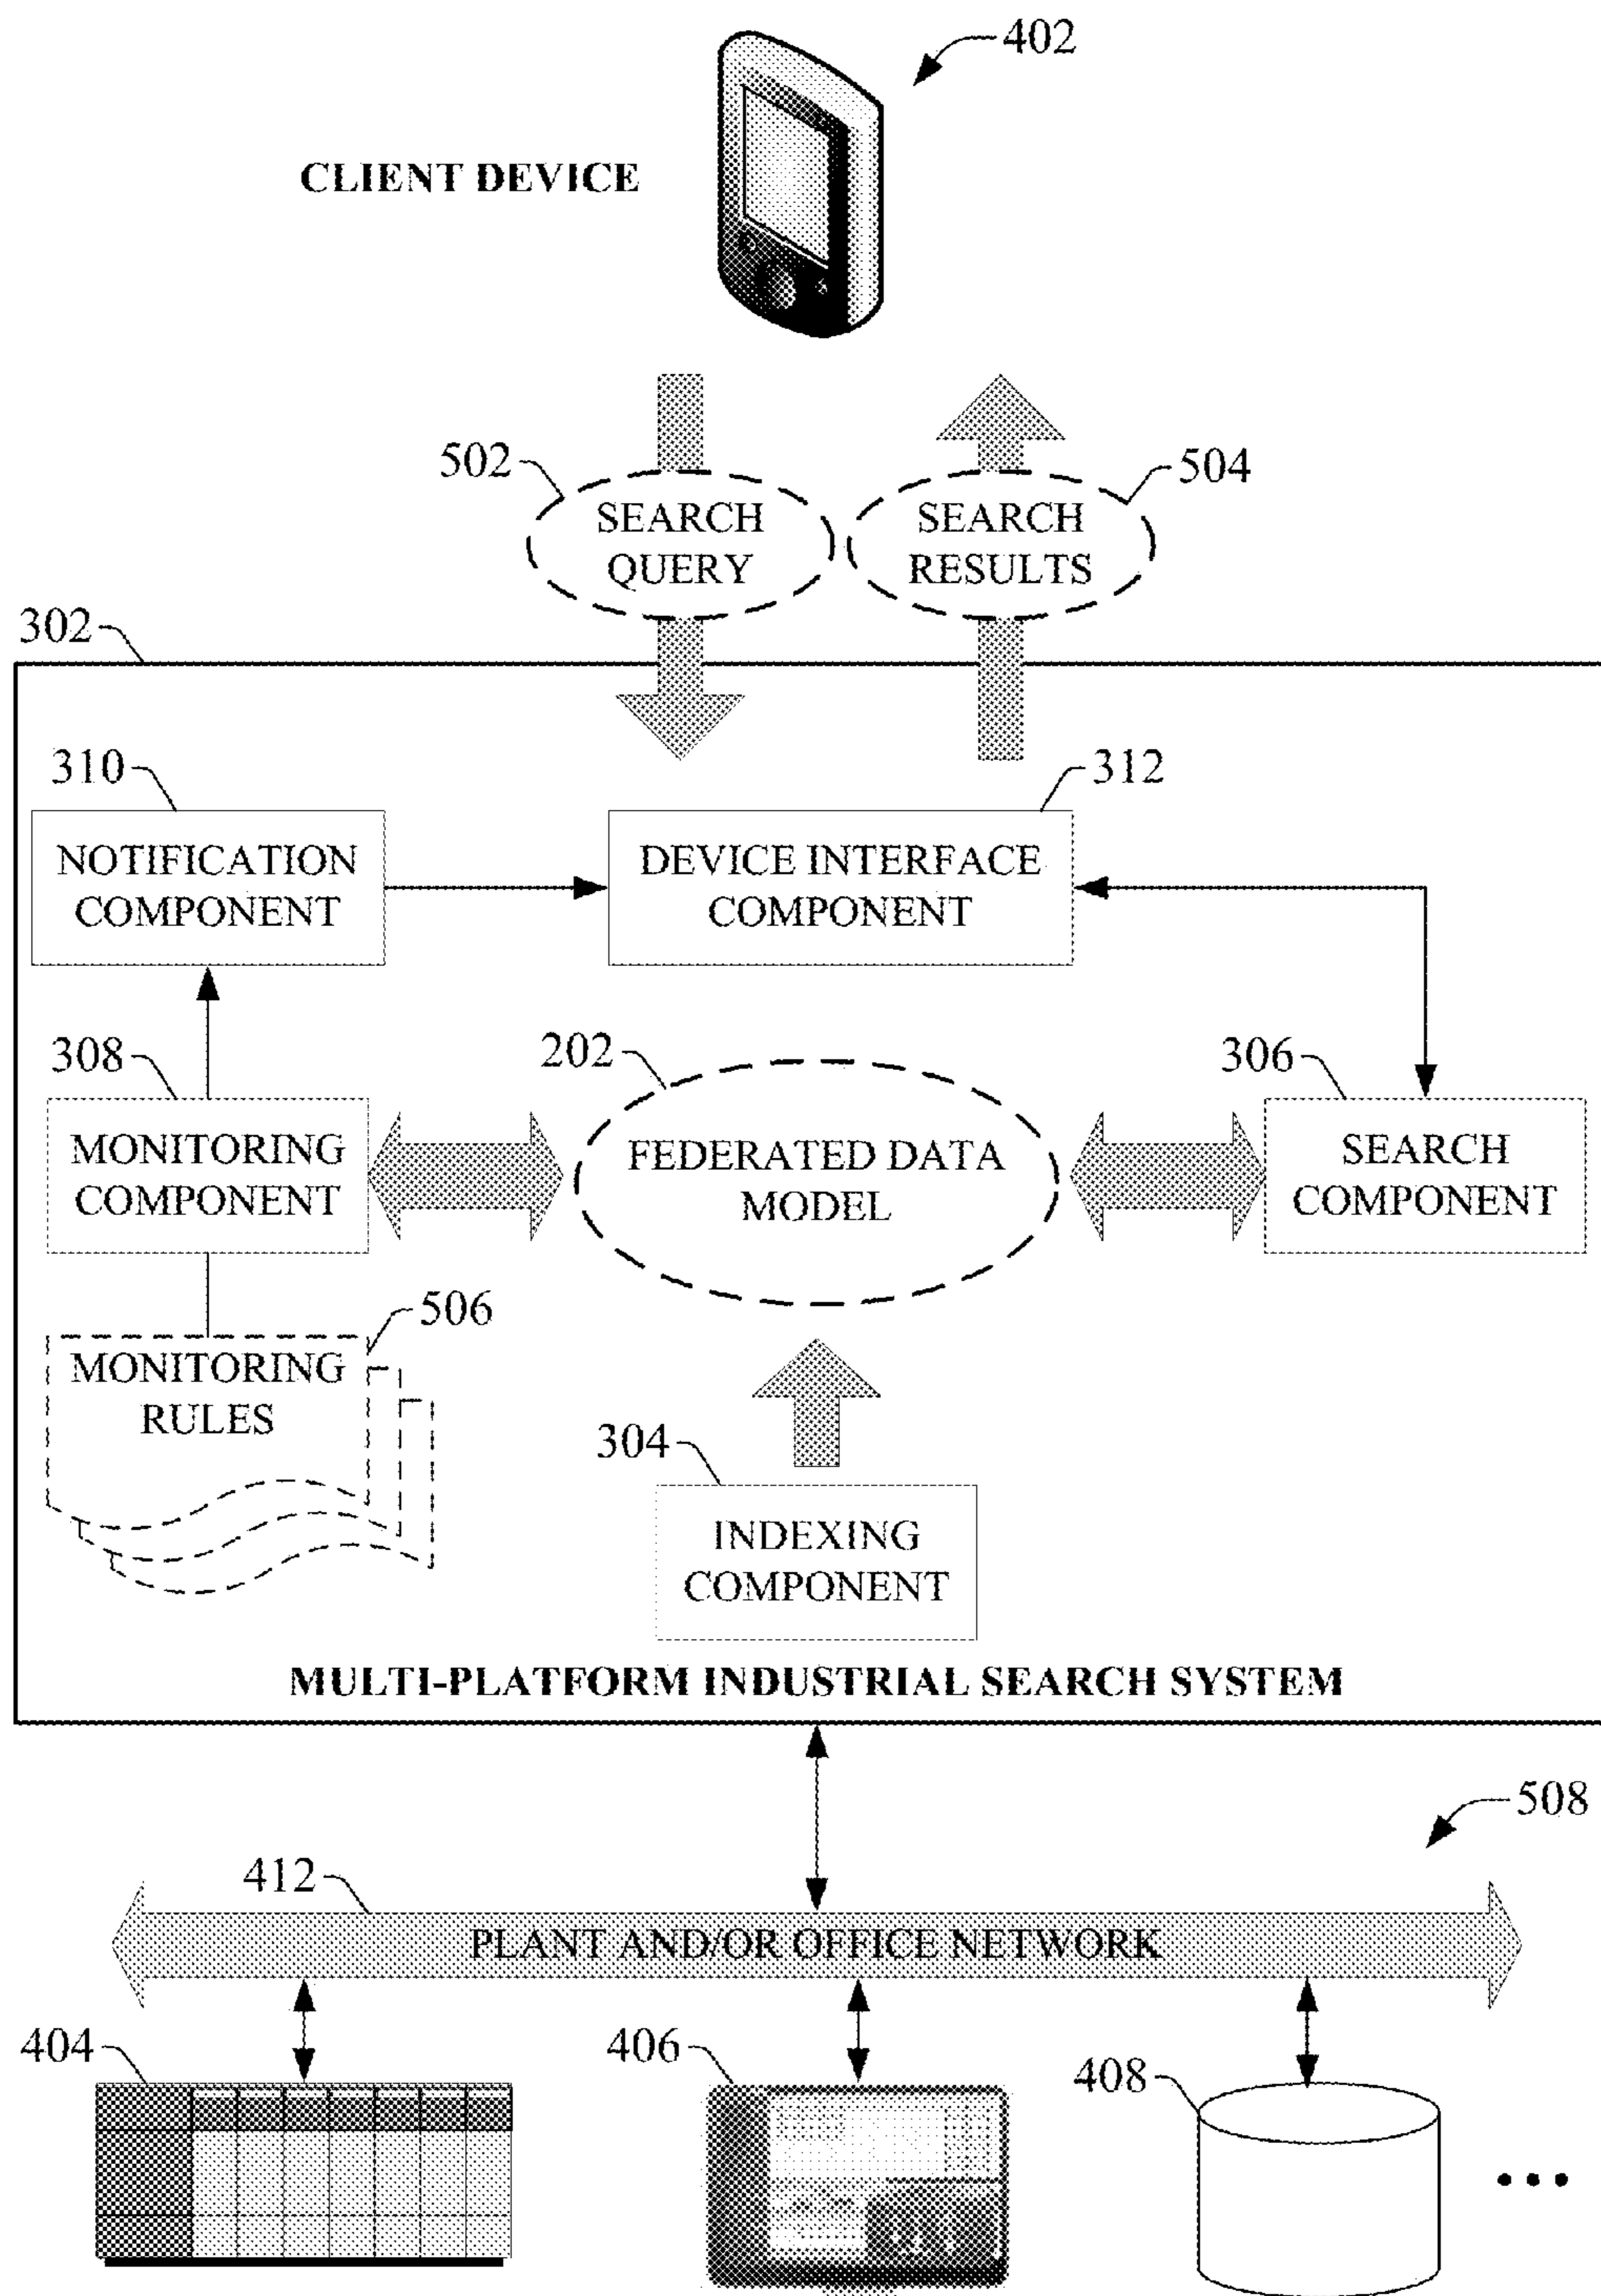 402
CLIENT DEVICE
502
504
SEARCH
QUERY
SEARCH
RESULTS
302
310
312
NOTIFICATION
COMPONENT
DEVICE INTERFACE
COMPONENT
308
202
306
MONITORING
COMPONENT
FEDERATED DATA
MODEL
SEARCH
COMPONENT
506
MONITORING
RULES
304
INDEXING
COMPONENT
MULTI-PLATFORM INDUSTRIAL SEARCH SYSTEM
508
412
PLANT AND/OR OFFICE NETWORK
404
406
408